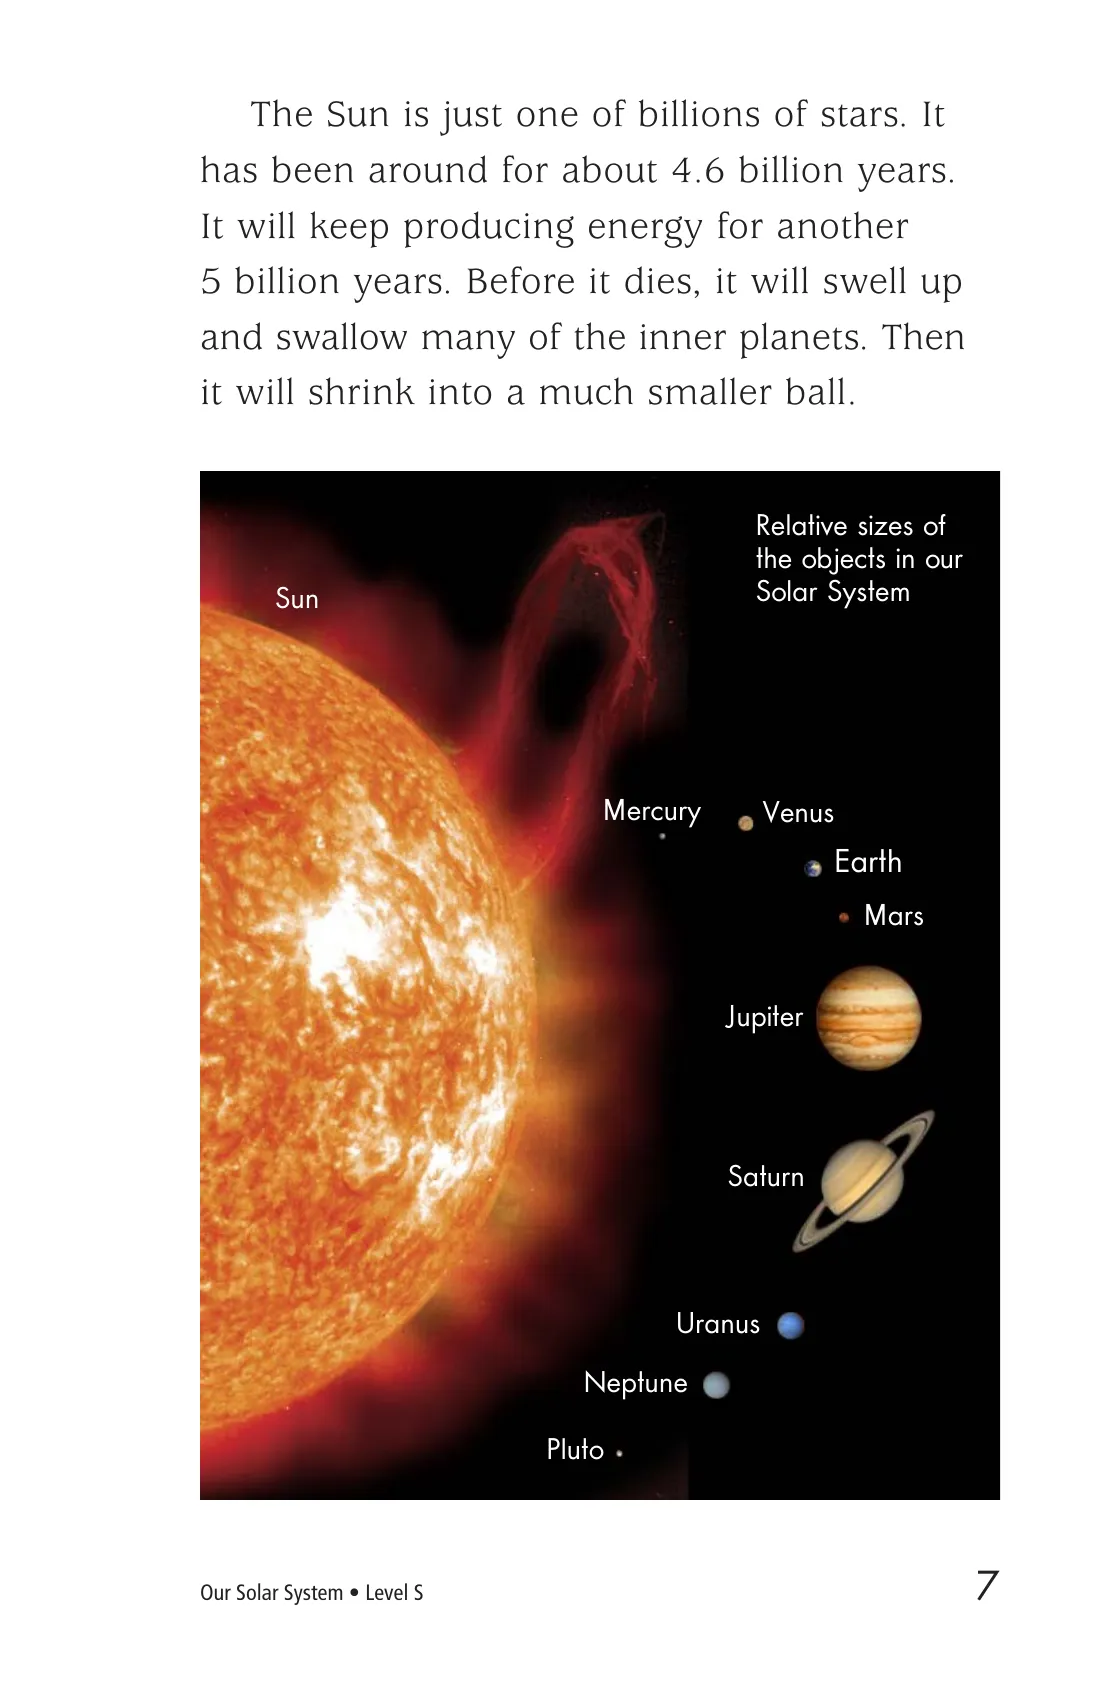 The Sun is just one of billions of stars. It
has been around for about 4.6 billion years.
It will keep producing energy for another
5 billion years. Before it dies, it will swell up
and swallow many of the inner planets. Then
it will shrink into a much smaller ball.
Relative sizes of
the objects in our
Solar System
Sun
Mercury
Venus
Earth
Mars
Jupiter
Saturn
Uranus
Neptune
Pluto
Our Solar System • Level S
7